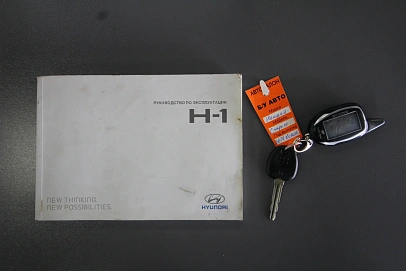 РУКОВОДСТВО ПО ЭКСПЛУАТАЦИИ
H-1
NEW THINKING.
NEW POSSIBILITIES.
HYUNDAI
Б/У АВТО